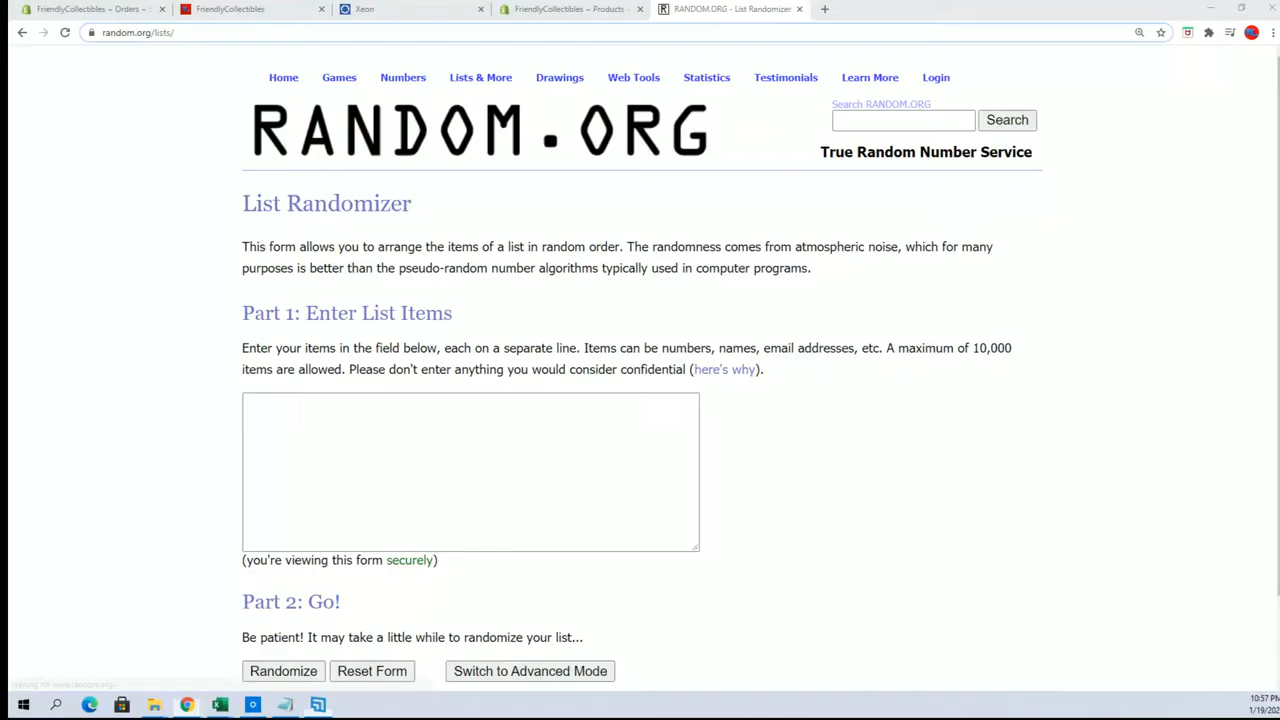 FriendlyCollectibles ~ Orders ~
FriendlyCollectibles
Xeon
FriendlyCollectibles ~ Products ~
RANDOM.ORG - List Randomizer
random.org/lists/
Home Games Numbers Lists & More Drawings Web Tools Statistics Testimonials Learn More Login
RANDOM.ORG
Search RANDOM.ORG
Search
True Random Number Service
List Randomizer
This form allows you to arrange the items of a list in random order. The randomness comes from atmospheric noise, which for many
purposes is better than the pseudo-random number algorithms typically used in computer programs.
Part 1: Enter List Items
Enter your items in the field below, each on a separate line. Items can be numbers, names, email addresses, etc. A maximum of 10,000
items are allowed. Please don't enter anything you would consider confidential (here's why).
(you're viewing this form securely)
Part 2: Go!
Be patient! It may take a little while to randomize your list...
Randomize Reset Form Switch to Advanced Mode
10:57 PM
1/19/202